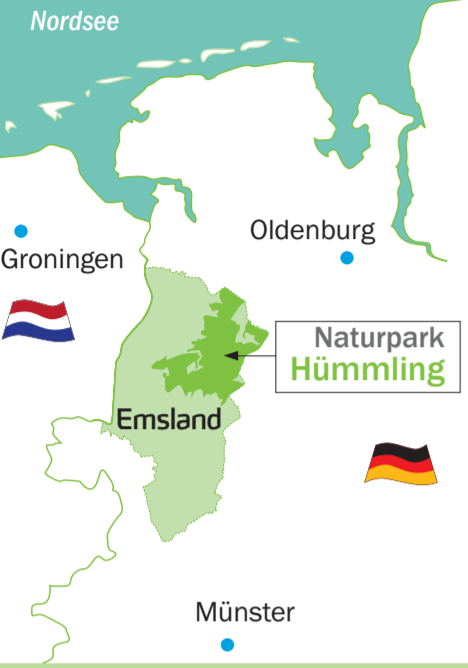 Nordsee
Oldenburg
Groningen
Naturpark
Hümmling
Emsland
Münster